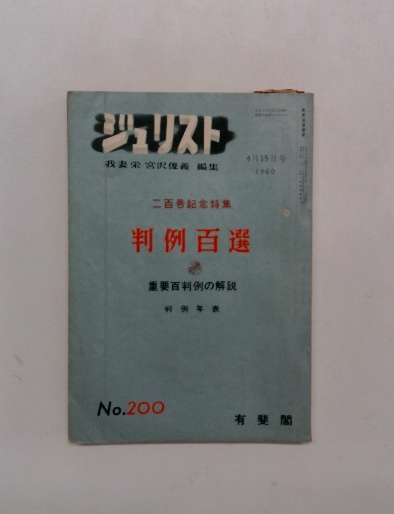 ジュリスト
我妻栄・宮沢俊義 編集
4月15日号
1960
二百号記念特集
判例百選
重要百判例の解説
判例年表
No.200
有斐閣